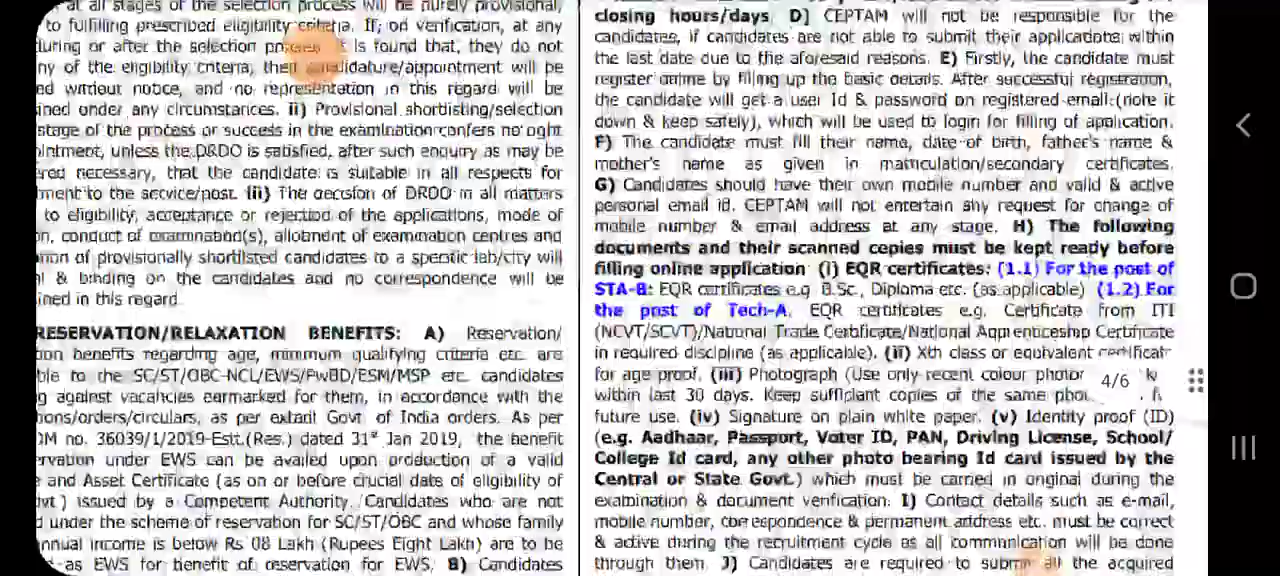 at all stages of the selection process will be purely provisional,
to fulfilling prescribed eligibility criteria. If, on verification, at any
during or after the selection process it is found that, they do not
ny of the eligibility criteria, their candidature/appointment will be
ed without notice, and no representation in this regard will be
ined under any circumstances. ii) Provisional shortlisting/selection
stage of the process or success in the examination confers no right
ointment, unless the DRDO is satisfied, after such enquiry as may be
ered necessary, that the candidate is suitable in all respects for
ment to the service/post. iii) The decision of DRDO in all matters
to eligibility, acceptance or rejection of the applications, mode of
on, conduct of examination(s), allotment of examination centres and
tion of provisionally shortlisted candidates to a specific lab/city will
l & binding on the candidates and no correspondence will be
ined in this regard
RESERVATION/RELAXATION BENEFITS: A) Reservation/
ion benefits regarding age, minimum qualifying criteria etc. are
ble to the SC/ST/OBC-NCL/EWS/PwBD/ESM/MSP etc. candidates
g against vacancies earmarked for them, in accordance with the
ions/orders/circulars, as per extant Govt of India orders. As per
OM no. 36039/1/2019-Estt.(Res.) dated 31st Jan 2019, the benefit
ervation under EWS can be availed upon production of a valid
e and Asset Certificate (as on or before crucial date of eligibility of
ovt) issued by a Competent Authority. Candidates who are not
d under the scheme of reservation for SC/ST/OBC and whose family
nnual income is below Rs 08 Lakh (Rupees Eight Lakh) are to be
as EWS for benefit of reservation for EWS. B) Candidates
closing hours/days. D] CEPTAM will not be responsible for the
candidates, if candidates are not able to submit their applications within
the last date due to the aforesaid reasons. E) Firstly, the candidate must
register online by filling up the basic details. After successful registration,
the candidate will get a user Id & password on registered email (note it
down & keep safely), which will be used to login for filling of application.
F) The candidate must fill their name, date of birth, father's name &
mother's name as given in matriculation/secondary certificates.
G) Candidates should have their own mobile number and valid & active
personal email id. CEPTAM will not entertain any request for change of
mobile number & email address at any stage. H) The following
documents and their scanned copies must be kept ready before
filling online application (i) EQR certificates: (1.1) For the post of
STA-B: EQR certificates e.g B.Sc., Diploma etc. (as applicable) (1.2) For
the post of Tech-A. EQR certificates e.g. Certificate from ITI
(NCVT/SCVT)/National Trade Certificate/National Apprenticeship Certificate
in required discipline (as applicable). (ii) Xth class or equivalent certificat
for age proof. (iii) Photograph (Use only recent colour photo
within last 30 days. Keep sufficient copies of the same
future use. (iv) Signature on plain white paper. (v) Identity proof (ID)
(e.g. Aadhaar, Passport, Voter ID, PAN, Driving License, School/
College Id card, any other photo bearing Id card issued by the
Central or State Govt.) which must be carried in original during the
examination & document verification. I) Contact details such as e-mail,
mobile number, correspondence & permanent address etc. must be correct
& active during the recruitment cycle as all communication will be done
through them. J) Candidates are required to submit all the acquired
4/6